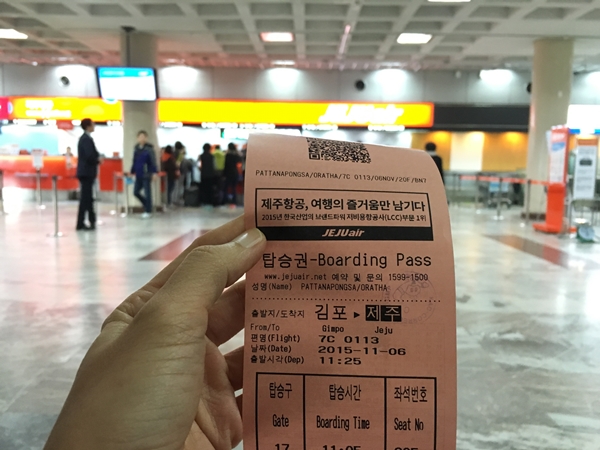 JEJUair
PATTANAPONGSA/ORATHA/7C 0113/06NOV/20F/BN7
제주항공, 여행의 즐거움만 남기다
2015년 한국산업의 브랜드파워 저비용항공사(LCC)부문 1위
JEJUair
탑승권-Boarding Pass
www.jejuair.net 예약 및 문의 1599-1500
성명(Name) PATTANAPONGSA/ORATHA
출발지/도착지 김포 ▶ 제주
From/To Gimpo Jeju
편명(Flight) 7C 0113
날짜(Date) 2015-11-06
출발시각(Dep) 11:25
탑승구 탑승시간 좌석번호
Gate Boarding Time Seat No
17 11:05